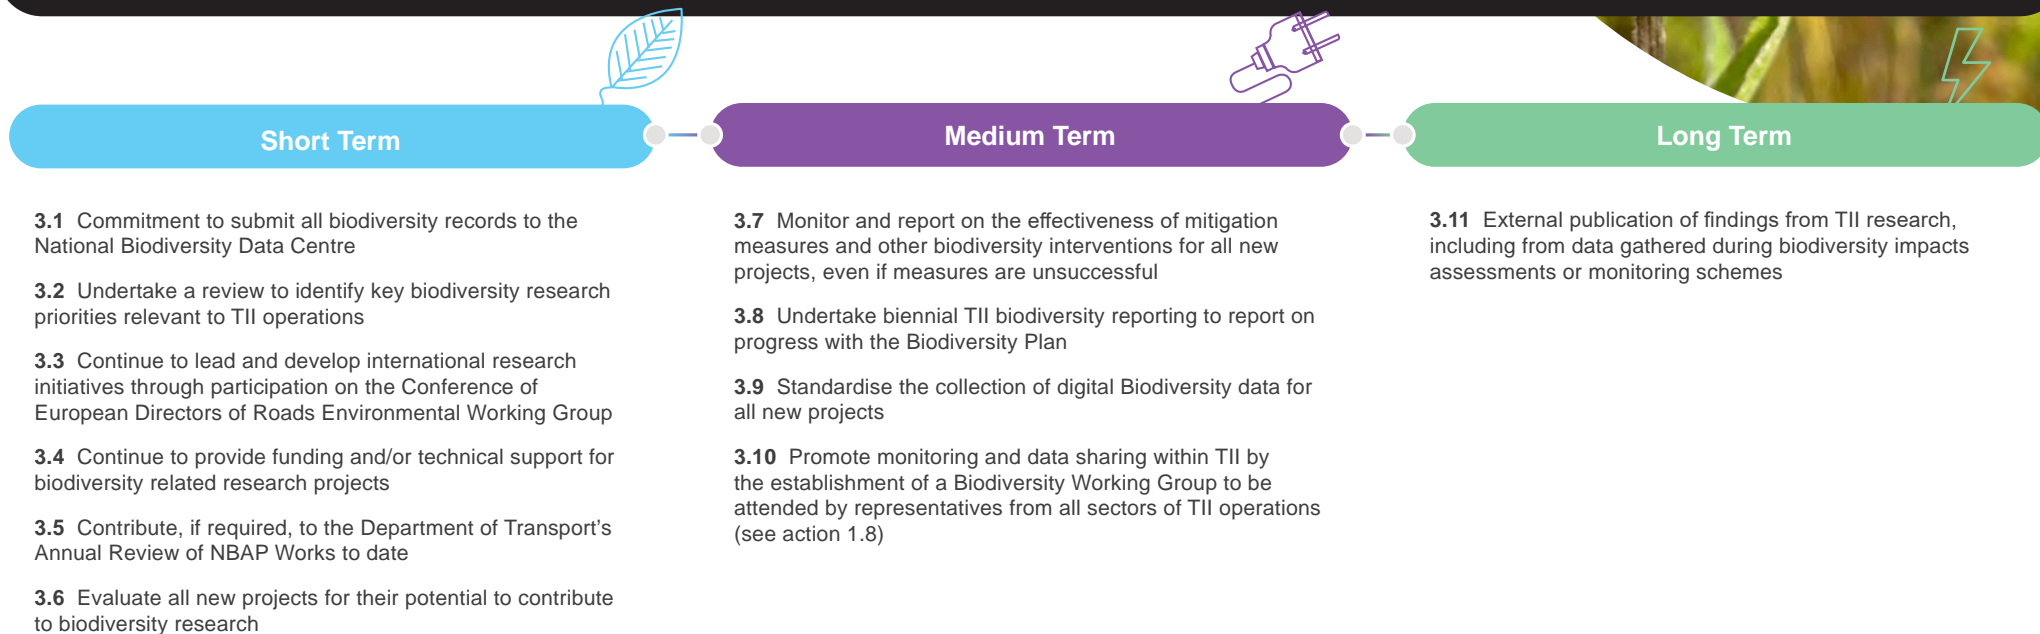 Short Term
3.1 Commitment to submit all biodiversity records to the
National Biodiversity Data Centre
3.2 Undertake a review to identify key biodiversity research
priorities relevant to TII operations
3.3 Continue to lead and develop international research
initiatives through participation on the Conference of
European Directors of Roads Environmental Working Group
3.4 Continue to provide funding and/or technical support for
biodiversity related research projects
3.5 Contribute, if required, to the Department of Transport’s
Annual Review of NBAP Works to date
3.6 Evaluate all new projects for their potential to contribute
to biodiversity research
Medium Term
3.7 Monitor and report on the effectiveness of mitigation
measures and other biodiversity interventions for all new
projects, even if measures are unsuccessful
3.8 Undertake biennial TII biodiversity reporting to report on
progress with the Biodiversity Plan
3.9 Standardise the collection of digital Biodiversity data for
all new projects
3.10 Promote monitoring and data sharing within TII by
the establishment of a Biodiversity Working Group to be
attended by representatives from all sectors of TII operations
(see action 1.8)
Long Term
3.11 External publication of findings from TII research,
including from data gathered during biodiversity impacts
assessments or monitoring schemes